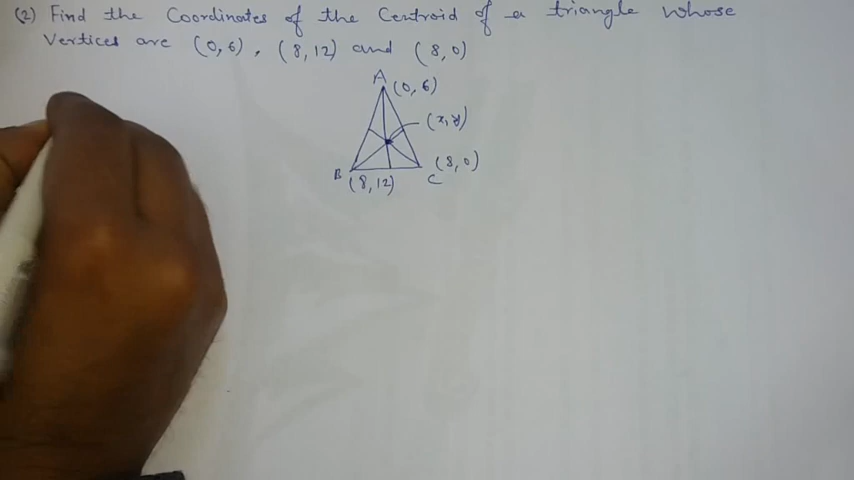 (2) Find the Coordinates of the Centroid of a triangle whose
Vertices are (0,6), (8,12) and (8,0)
A
(0,6)
(x,y)
(8,0)
B
(8,12)
C